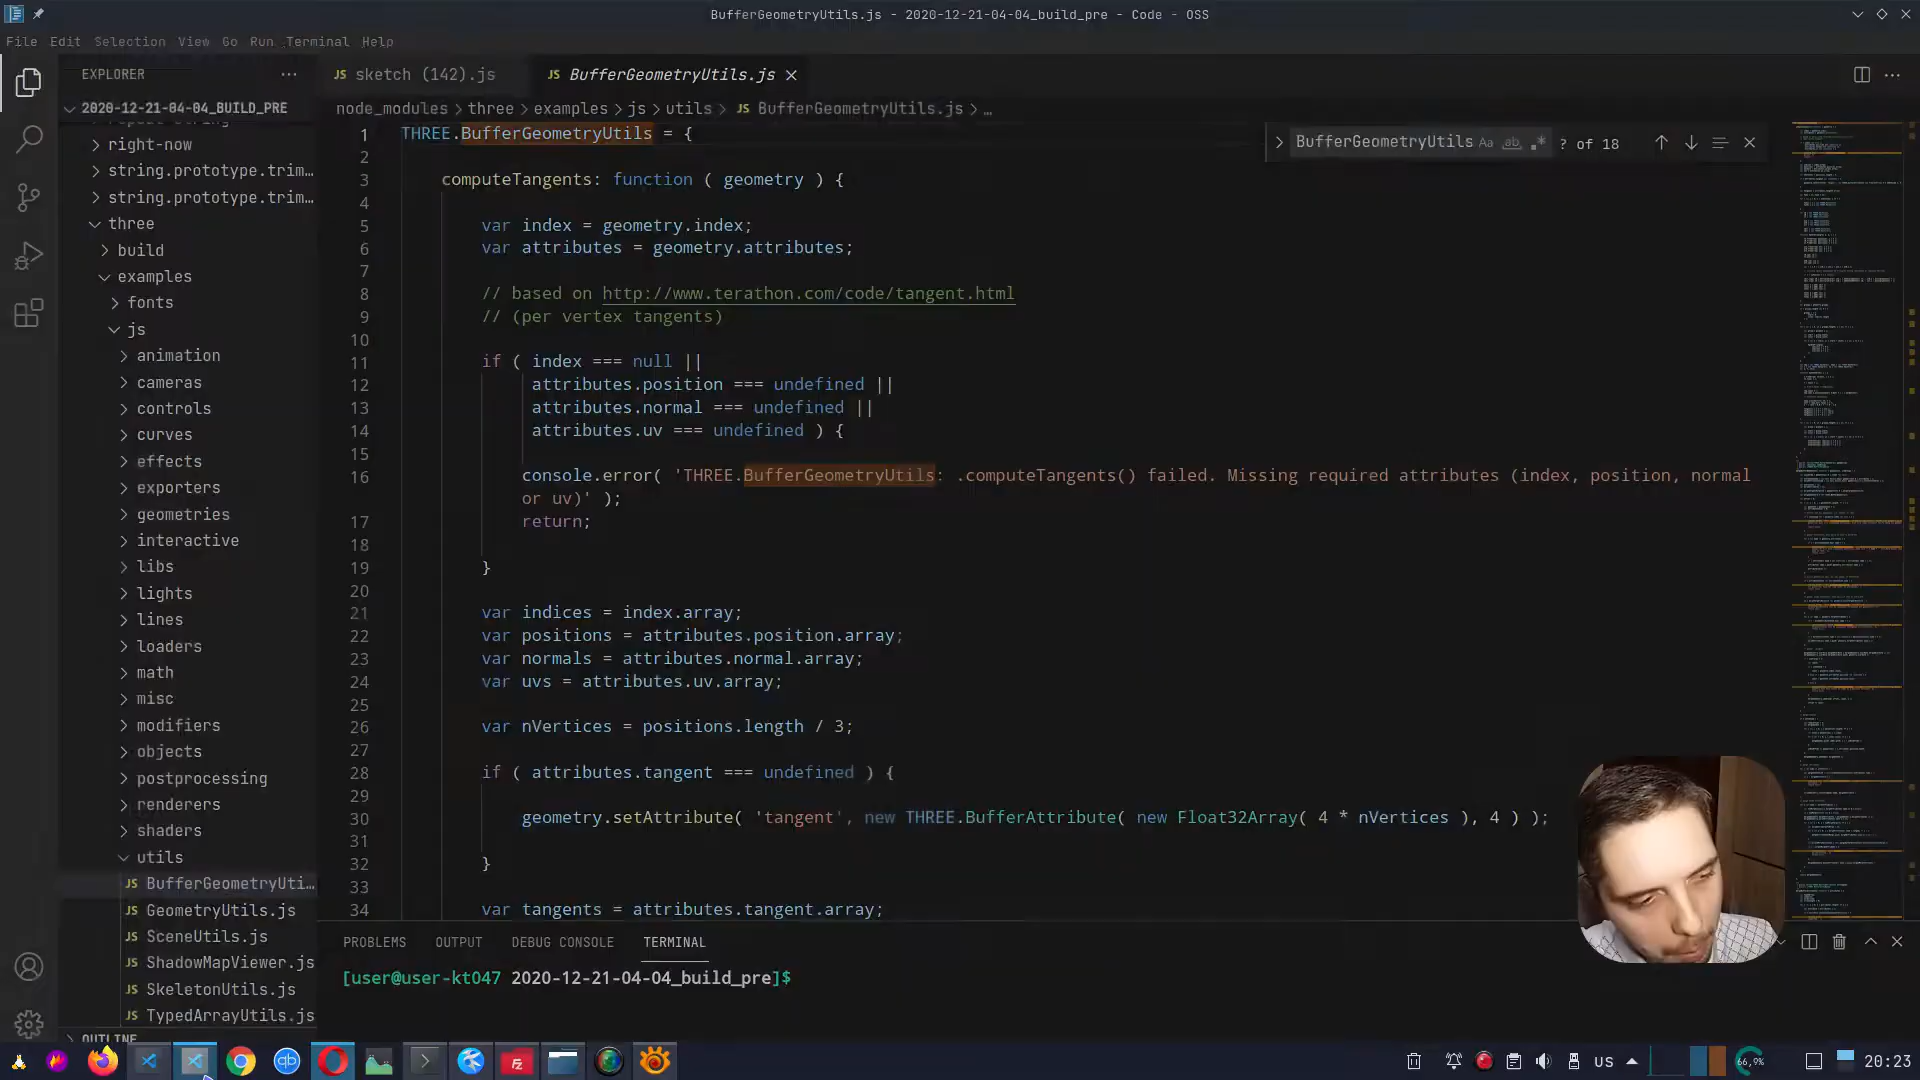 BufferGeometryUtils.js - 2020-12-21-04-04_build_pre - Code - OSS
File Edit Selection View Go Run Terminal Help
EXPLORER
sketch (142).js
BufferGeometryUtils.js
2020-12-21-04-04_BUILD_PRE
node_modules > three > examples > js > utils > JS BufferGeometryUtils.js > …
right-now
string.prototype.trim...
string.prototype.trim...
three
build
examples
fonts
js
animation
cameras
controls
curves
effects
exporters
geometries
interactive
libs
lights
lines
loaders
math
misc
modifiers
objects
postprocessing
renderers
shaders
utils
JS BufferGeometryUti...
JS GeometryUtils.js
JS SceneUtils.js
JS ShadowMapViewer.js
JS SkeletonUtils.js
JS TypedArrayUtils.js
OUTLINE
BufferGeometryUtils Aa ab .* ? of 18
1 THREE.BufferGeometryUtils = {
2
3 computeTangents: function ( geometry ) {
4
5 var index = geometry.index;
6 var attributes = geometry.attributes;
7
8 // based on http://www.terathon.com/code/tangent.html
9 // (per vertex tangents)
10
11 if ( index === null ||
12 attributes.position === undefined ||
13 attributes.normal === undefined ||
14 attributes.uv === undefined ) {
15
16 console.error( 'THREE.BufferGeometryUtils: .computeTangents() failed. Missing required attributes (index, position, normal
or uv)' );
17 return;
18
19 }
20
21 var indices = index.array;
22 var positions = attributes.position.array;
23 var normals = attributes.normal.array;
24 var uvs = attributes.uv.array;
25
26 var nVertices = positions.length / 3;
27
28 if ( attributes.tangent === undefined ) {
29
30 geometry.setAttribute( 'tangent', new THREE.BufferAttribute( new Float32Array( 4 * nVertices ), 4 ) );
31
32 }
33
34 var tangents = attributes.tangent.array;
PROBLEMS OUTPUT DEBUG CONSOLE TERMINAL
[user@user-kt047 2020-12-21-04-04_build_pre]$
US
66,9%
20:23